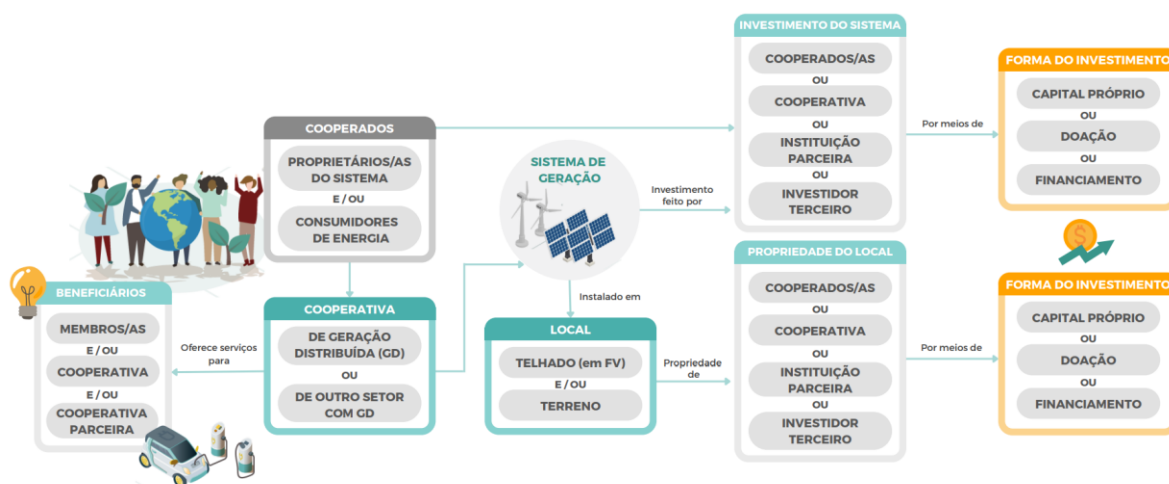 COOPERADOS
PROPRIETÁRIOS/AS
DO SISTEMA
E / OU
CONSUMIDORES
DE ENERGIA
BENEFICIÁRIOS
MEMBROS/AS
E / OU
COOPERATIVA
E / OU
COOPERATIVA
PARCEIRA
Oferece serviços
para
COOPERATIVA
DE GERAÇÃO
DISTRIBUÍDA (GD)
OU
DE OUTRO SETOR
COM GD
SISTEMA DE
GERAÇÃO
Investimento
feito por
Instalado em
LOCAL
TELHADO (em FV)
E / OU
TERRENO
Propriedade
de
INVESTIMENTO DO SISTEMA
COOPERADOS/AS
OU
COOPERATIVA
OU
INSTITUIÇÃO
PARCEIRA
OU
INVESTIDOR
TERCEIRO
Por meios de
FORMA DO INVESTIMENTO
CAPITAL PRÓPRIO
OU
DOAÇÃO
OU
FINANCIAMENTO
PROPRIEDADE DO LOCAL
COOPERADOS/AS
OU
COOPERATIVA
OU
INSTITUIÇÃO
PARCEIRA
OU
INVESTIDOR
TERCEIRO
Por meios de
$
FORMA DO INVESTIMENTO
CAPITAL PRÓPRIO
OU
DOAÇÃO
OU
FINANCIAMENTO